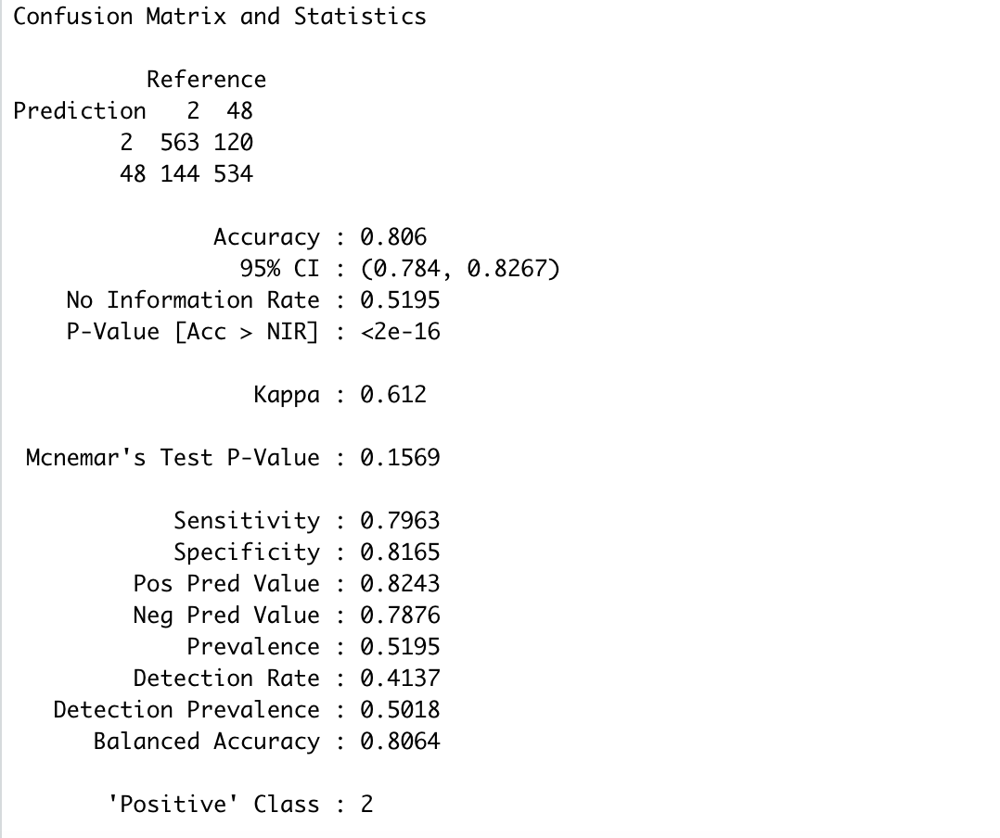 Confusion Matrix and Statistics
Reference
Prediction 2 48
2 563 120
48 144 534
Accuracy : 0.806
95% CI : (0.784, 0.8267)
No Information Rate : 0.5195
P-Value [Acc > NIR] : <2e-16
Kappa : 0.612
Mcnemar's Test P-Value : 0.1569
Sensitivity : 0.7963
Specificity : 0.8165
Pos Pred Value : 0.8243
Neg Pred Value : 0.7876
Prevalence : 0.5195
Detection Rate : 0.4137
Detection Prevalence : 0.5018
Balanced Accuracy : 0.8064
'Positive' Class : 2